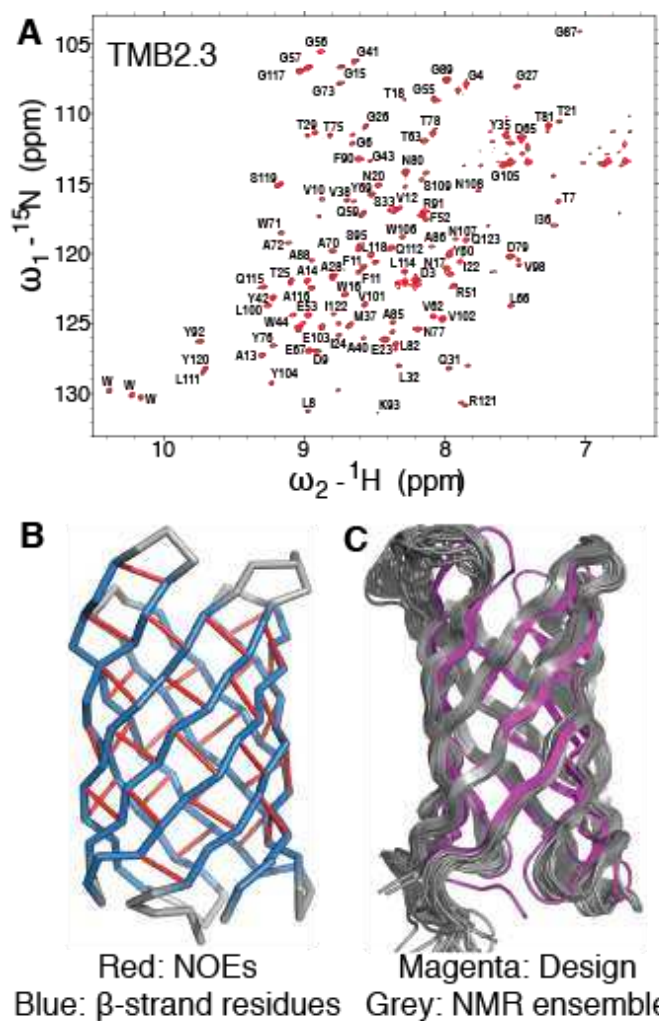 A
TMB2.3
G87
G56
G41
G57
G117
G15
G73
G89
G4
G27
G55
T18
T29
T75
G26
G6
F90
G43
T78
T63
N80
Y35
D65
T81
T21
G105
S119
V10
V38
Y69
N20
S33
V12
S109
N108
T7
Q59
R91
F52
I36
W71
A72
A70
S95
W106
L118
Q112
A86
Q123
Y60
D79
V98
A88
A28
F11
F11
L114
N17
I22
D3
R51
Q115
T25
A14
W16
Y42
A116
V101
L100
E53
I122
V62
V102
L66
W44
M37
A85
N77
Y92
Y76
E67
E103
D9
I24
A40
E23
L82
Q31
Y120
L111
A13
Y104
L32
W
W
W
L8
K93
R121
105
110
115
120
125
130
ω1 - 15N (ppm)
10 9 8 7
ω2 - 1H (ppm)
B C
Red: NOEs Magenta: Design
Blue: β-strand residues Grey: NMR ensemble